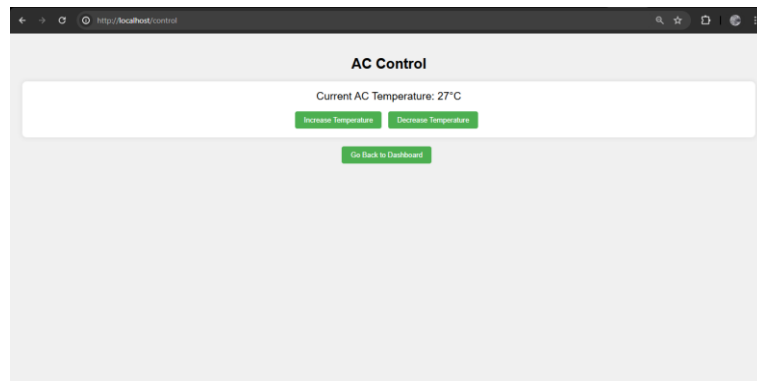 http://localhost/control
AC Control
Current AC Temperature: 27°C
Increase Temperature Decrease Temperature
Go Back to Dashboard